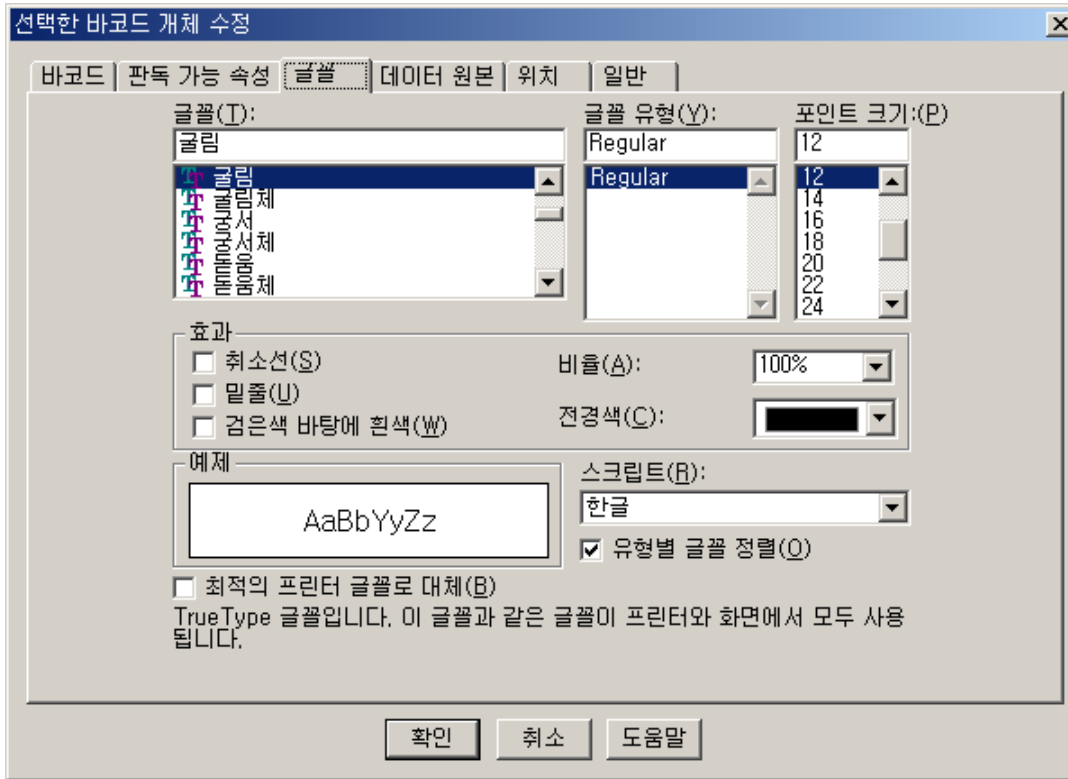 선택한 바코드 개체 수정
바코드 판독 가능 속성 글꼴 데이터 원본 위치 일반
글꼴(T): 글꼴 유형(Y): 포인트 크기:(P)
굴림 Regular 12
굴림 Regular 12
굴림체 14
궁서 16
궁서체 18
돋움 20
돋움체 22
24
효과
취소선(S) 비율(A): 100%
밑줄(U)
검은색 바탕에 흰색(W) 전경색(C):
예제 스크립트(R):
AaBbYyZz 한글
유형별 글꼴 정렬(O)
최적의 프린터 글꼴로 대체(B)
TrueType 글꼴입니다. 이 글꼴과 같은 글꼴이 프린터와 화면에서 모두 사용
됩니다.
확인 취소 도움말